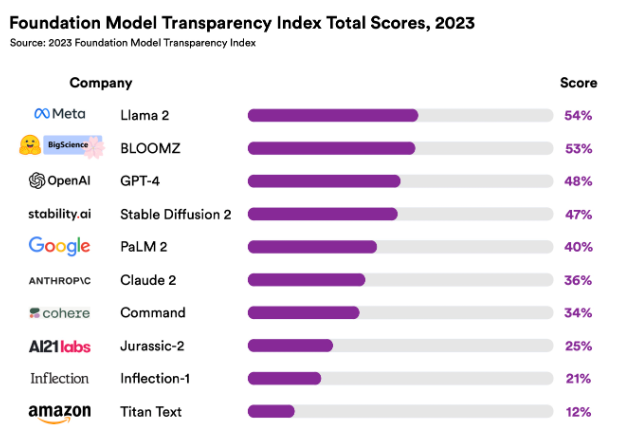 Foundation Model Transparency Index Total Scores, 2023
Source: 2023 Foundation Model Transparency Index
Company Score
Meta Llama 2 54%
BigScience BLOOMZ 53%
OpenAI GPT-4 48%
stability.ai Stable Diffusion 2 47%
Google PaLM 2 40%
ANTHROP\C Claude 2 36%
cohere Command 34%
AI21labs Jurassic-2 25%
Inflection Inflection-1 21%
amazon Titan Text 12%